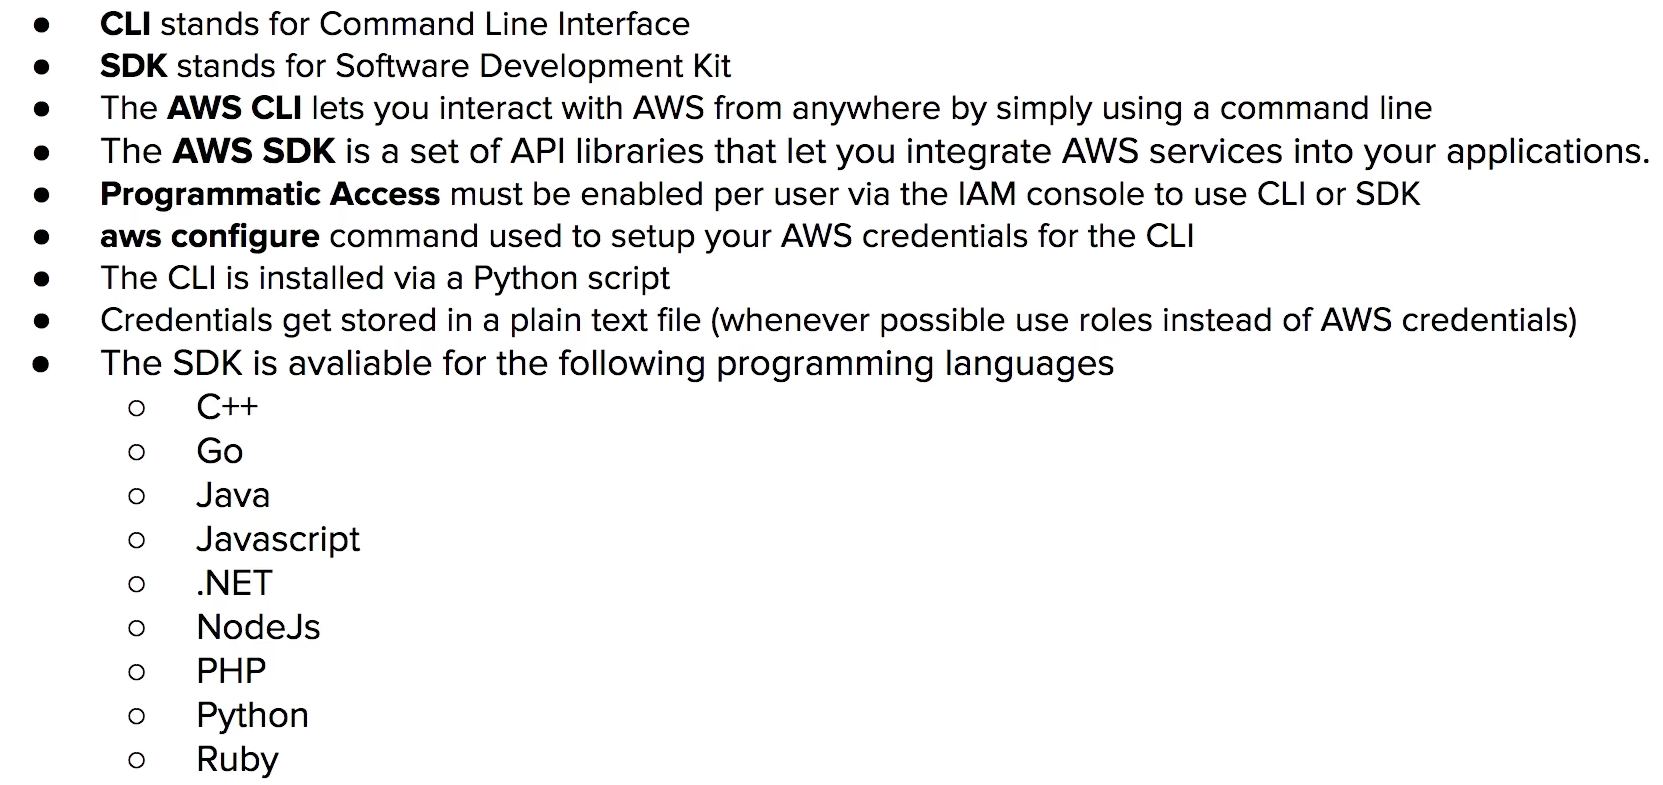 ● CLI stands for Command Line Interface
● SDK stands for Software Development Kit
● The AWS CLI lets you interact with AWS from anywhere by simply using a command line
● The AWS SDK is a set of API libraries that let you integrate AWS services into your applications.
● Programmatic Access must be enabled per user via the IAM console to use CLI or SDK
● aws configure command used to setup your AWS credentials for the CLI
● The CLI is installed via a Python script
● Credentials get stored in a plain text file (whenever possible use roles instead of AWS credentials)
● The SDK is avaliable for the following programming languages
○ C++
○ Go
○ Java
○ Javascript
○ .NET
○ NodeJs
○ PHP
○ Python
○ Ruby